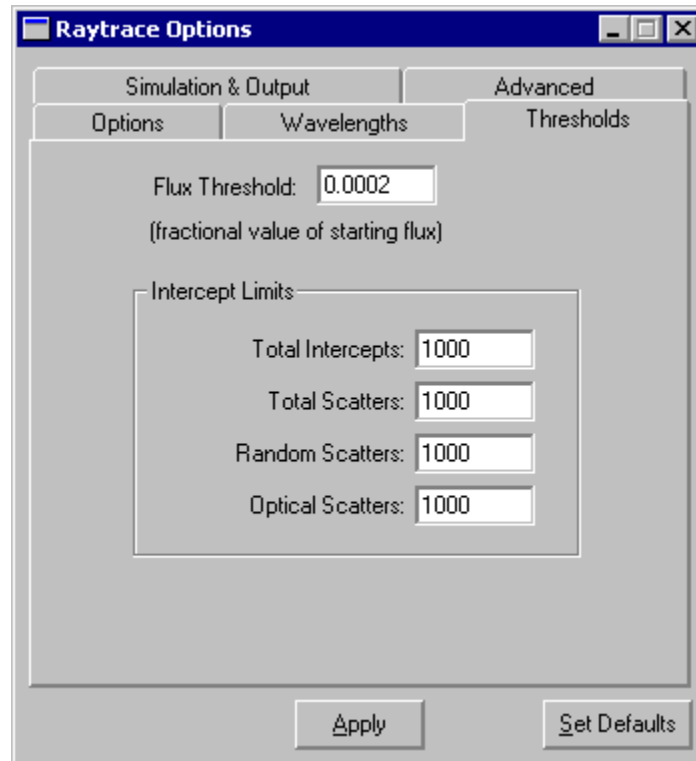 Raytrace Options
Simulation & Output Advanced
Options Wavelengths Thresholds
Flux Threshold: 0.0002
(fractional value of starting flux)
Intercept Limits
Total Intercepts: 1000
Total Scatters: 1000
Random Scatters: 1000
Optical Scatters: 1000
Apply Set Defaults